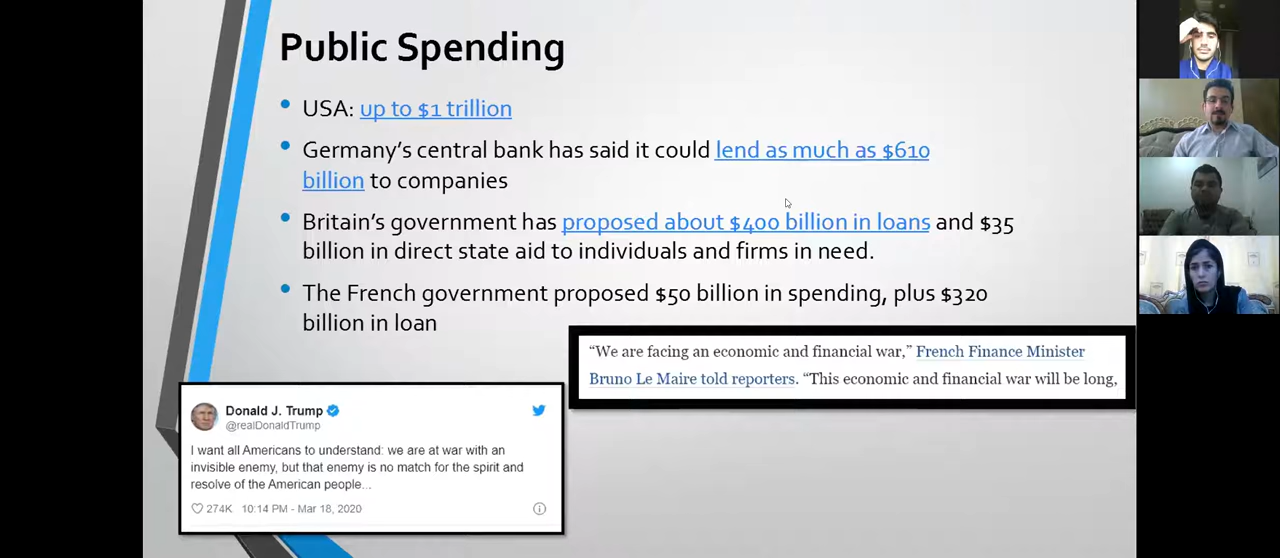 Public Spending
• USA: up to $1 trillion
• Germany's central bank has said it could lend as much as $610
billion to companies
• Britain's government has proposed about $400 billion in loans and $35
billion in direct state aid to individuals and firms in need.
• The French government proposed $50 billion in spending, plus $320
billion in loan
“We are facing an economic and financial war,” French Finance Minister
Bruno Le Maire told reporters. “This economic and financial war will be long,
Donald J. Trump
@realDonaldTrump
I want all Americans to understand: we are at war with an
invisible enemy, but that enemy is no match for the spirit and
resolve of the American people...
274K 10:14 PM - Mar 18, 2020